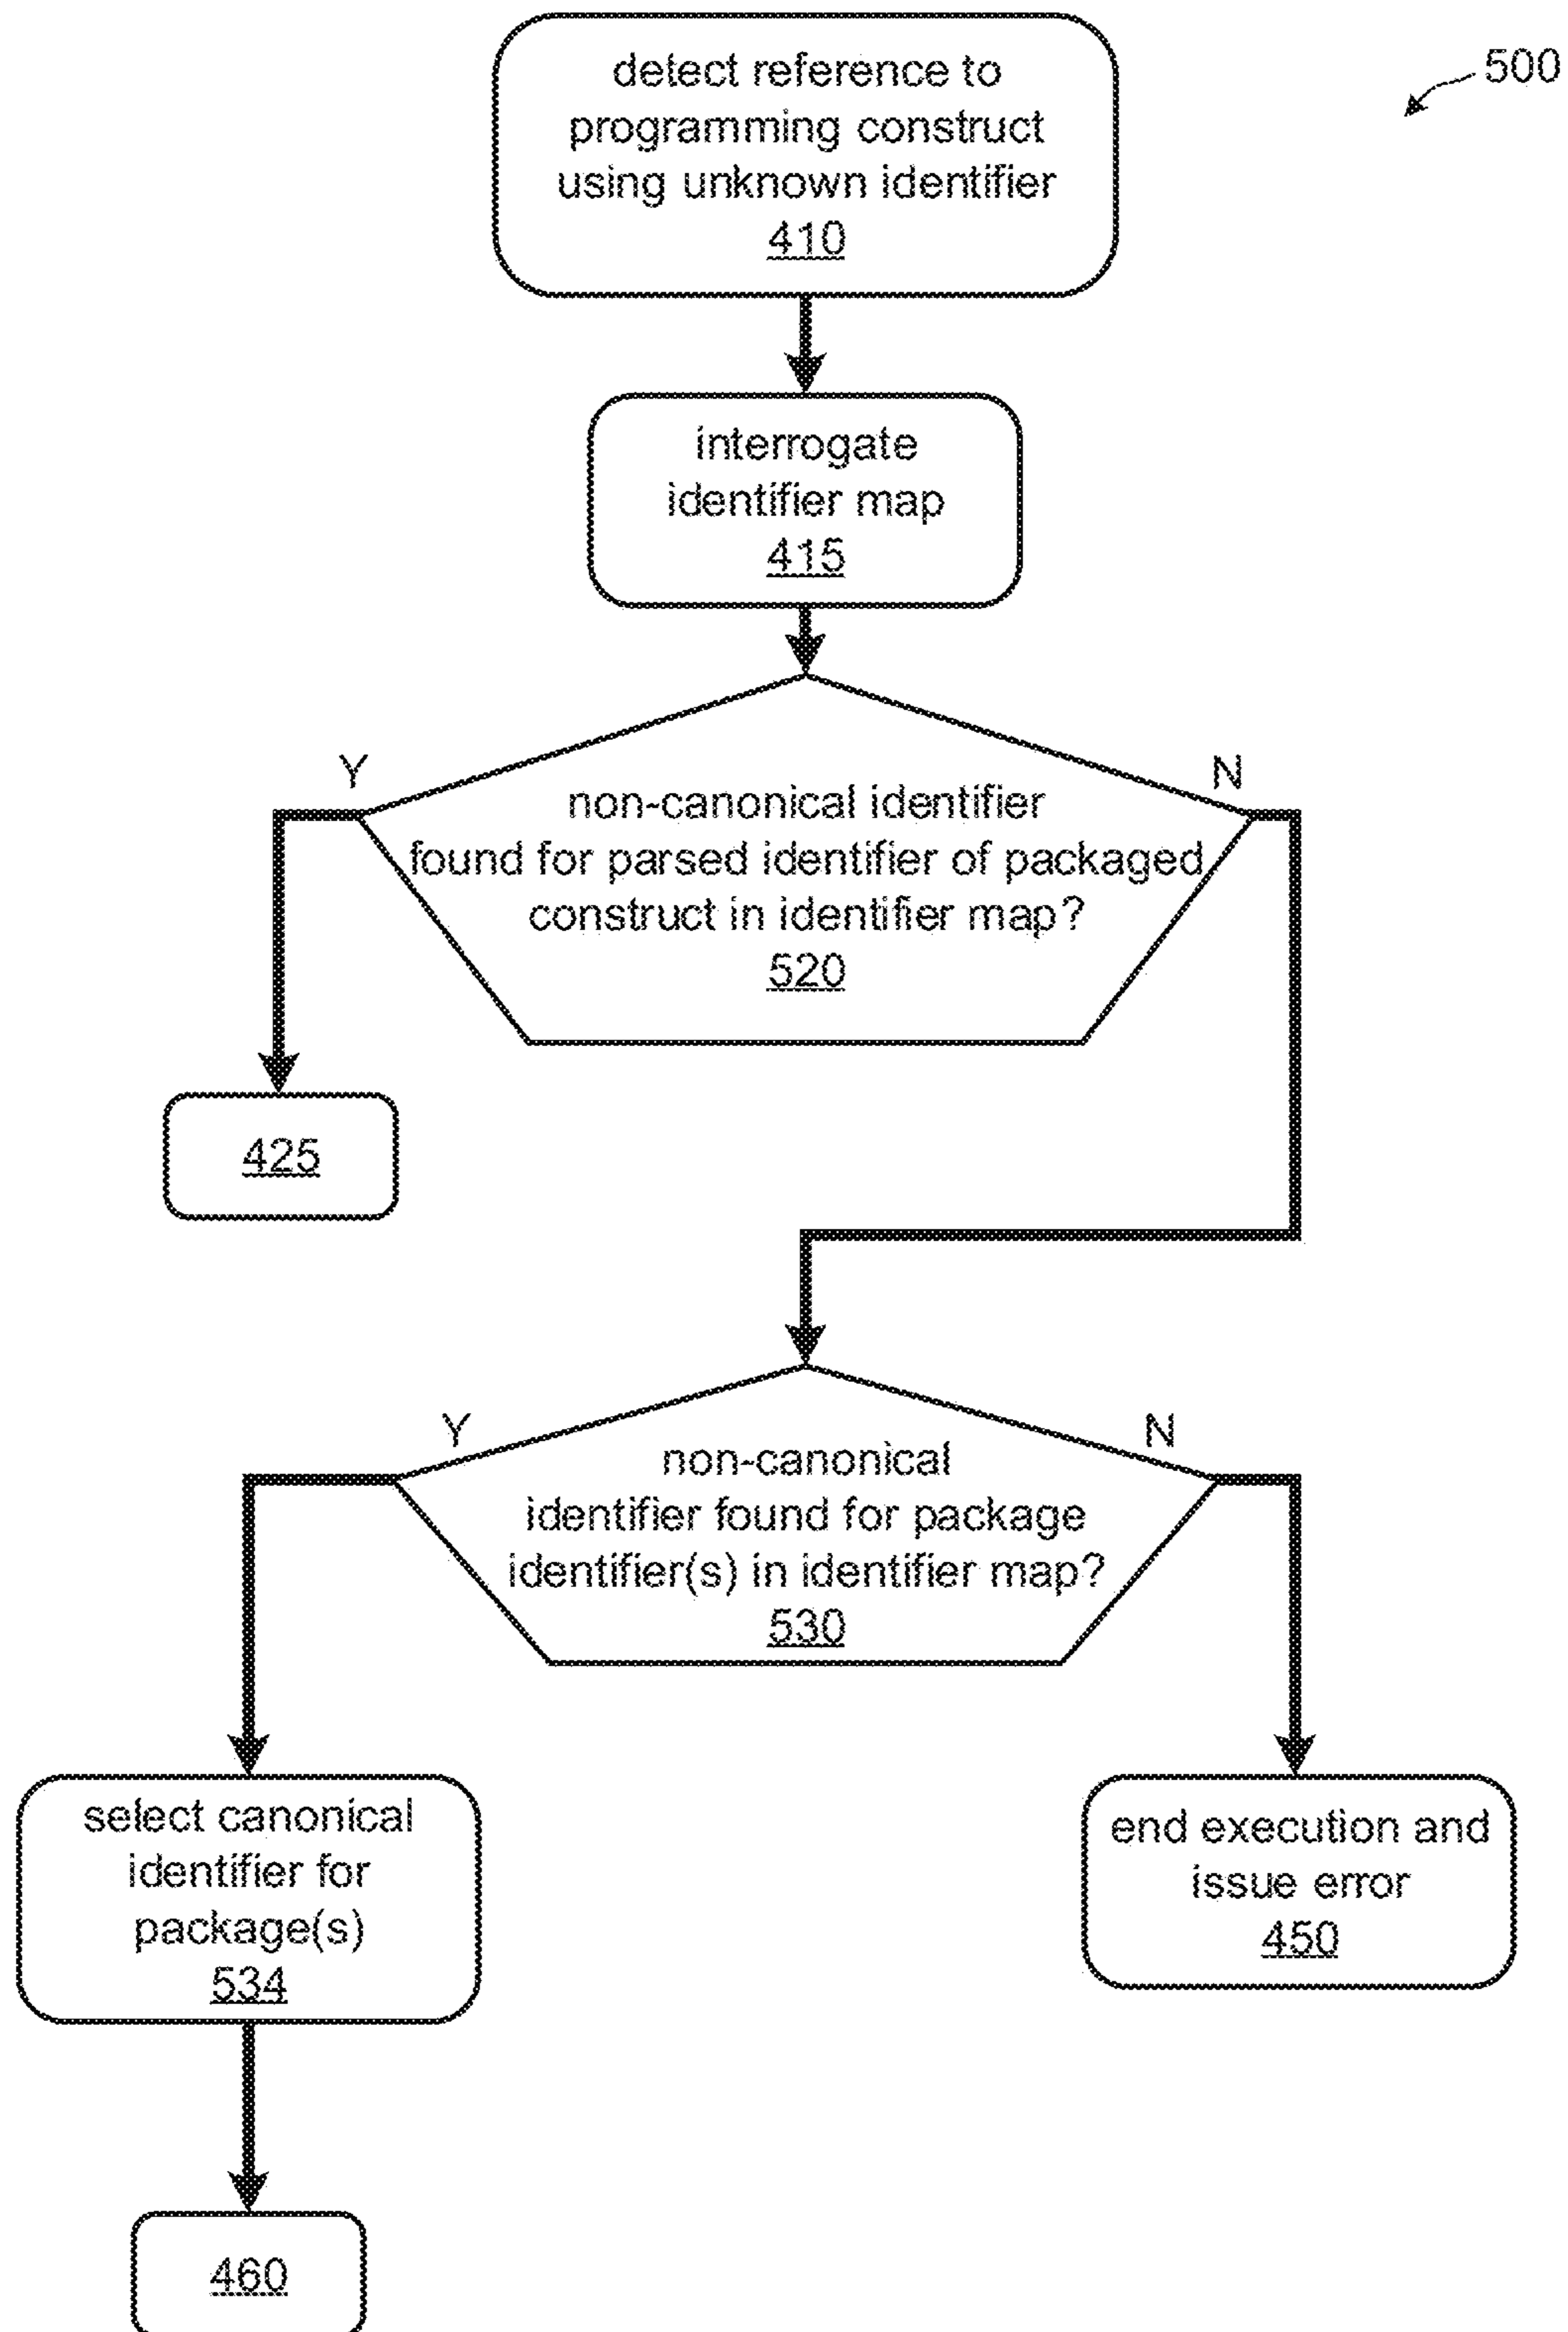 500
detect reference to
programming construct
using unknown identifier
410
interrogate
identifier map
415
Y
N
non-canonical identifier
found for parsed identifier of packaged
construct in identifier map?
520
425
Y
N
non-canonical
identifier found for package
identifier(s) in identifier map?
530
select canonical
identifier for
package(s)
534
end execution and
issue error
450
460